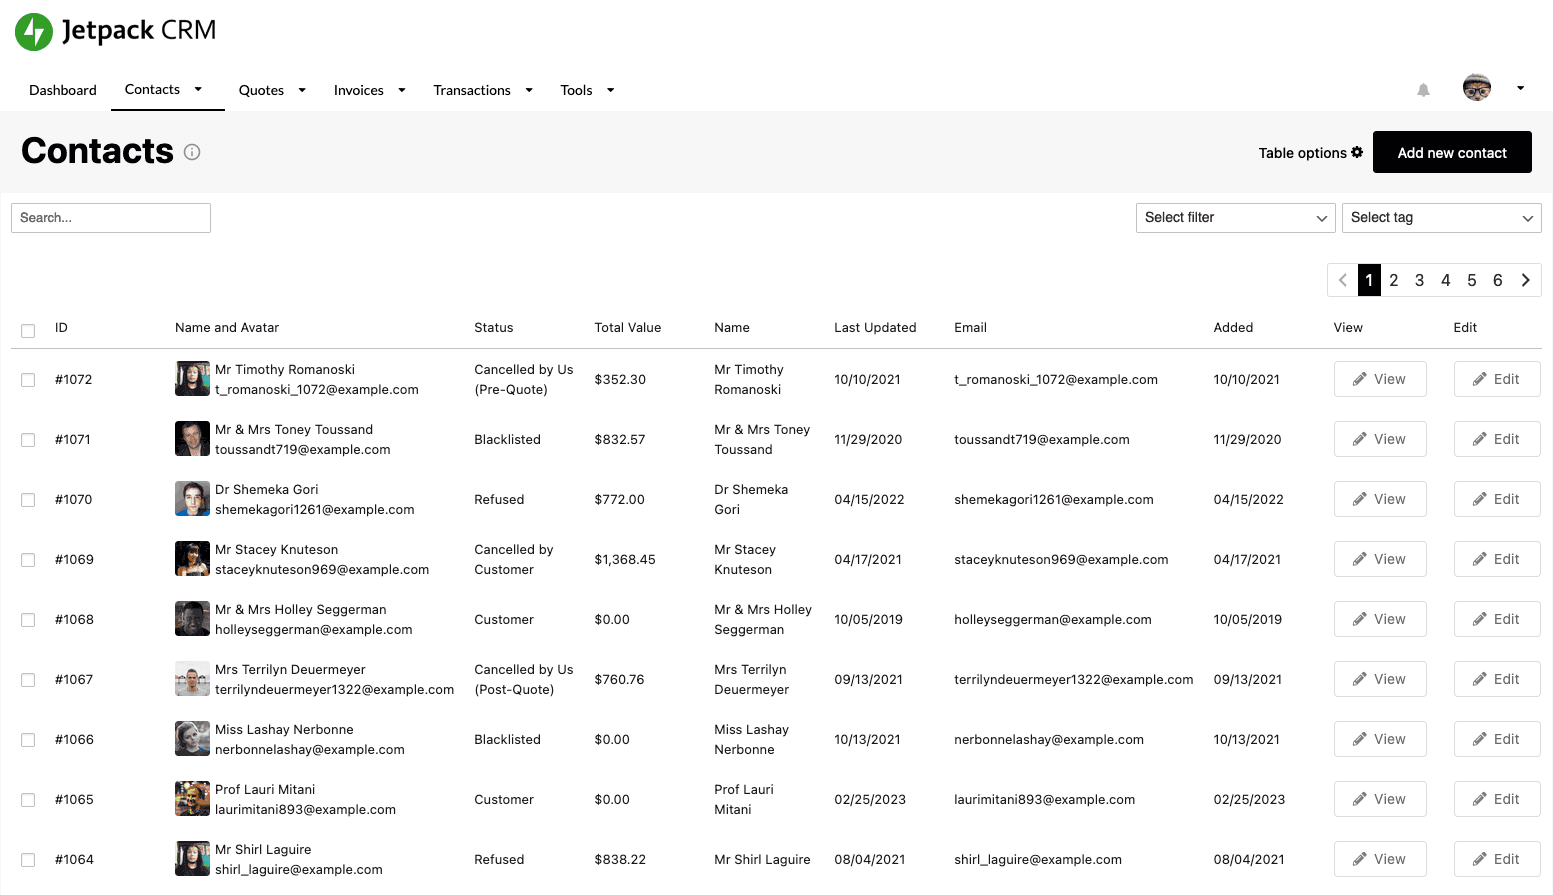 Jetpack CRM
Dashboard Contacts Quotes Invoices Transactions Tools
Contacts
Table options Add new contact
Search... Select filter Select tag
1 2 3 4 5 6
ID Name and Avatar Status Total Value Name Last Updated Email Added View Edit
#1072 Mr Timothy Romanoski t_romanoski_1072@example.com Cancelled by Us (Pre-Quote) $352.30 Mr Timothy Romanoski 10/10/2021 t_romanoski_1072@example.com 10/10/2021 View Edit
#1071 Mr & Mrs Toney Toussand toussandt719@example.com Blacklisted $832.57 Mr & Mrs Toney Toussand 11/29/2020 toussandt719@example.com 11/29/2020 View Edit
#1070 Dr Shemeka Gori shemekagori1261@example.com Refused $772.00 Dr Shemeka Gori 04/15/2022 shemekagori1261@example.com 04/15/2022 View Edit
#1069 Mr Stacey Knuteson staceyknuteson969@example.com Cancelled by Customer $1,368.45 Mr Stacey Knuteson 04/17/2021 staceyknuteson969@example.com 04/17/2021 View Edit
#1068 Mr & Mrs Holley Seggerman holleyseggerman@example.com Customer $0.00 Mr & Mrs Holley Seggerman 10/05/2019 holleyseggerman@example.com 10/05/2019 View Edit
#1067 Mrs Terrilyn Deuermeyer terrilyndeuermeyer1322@example.com Cancelled by Us (Post-Quote) $760.76 Mrs Terrilyn Deuermeyer 09/13/2021 terrilyndeuermeyer1322@example.com 09/13/2021 View Edit
#1066 Miss Lashay Nerbonne nerbonnelashay@example.com Blacklisted $0.00 Miss Lashay Nerbonne 10/13/2021 nerbonnelashay@example.com 10/13/2021 View Edit
#1065 Prof Lauri Mitani laurimitani893@example.com Customer $0.00 Prof Lauri Mitani 02/25/2023 laurimitani893@example.com 02/25/2023 View Edit
#1064 Mr Shirl Laguire shirl_laguire@example.com Refused $838.22 Mr Shirl Laguire 08/04/2021 shirl_laguire@example.com 08/04/2021 View Edit